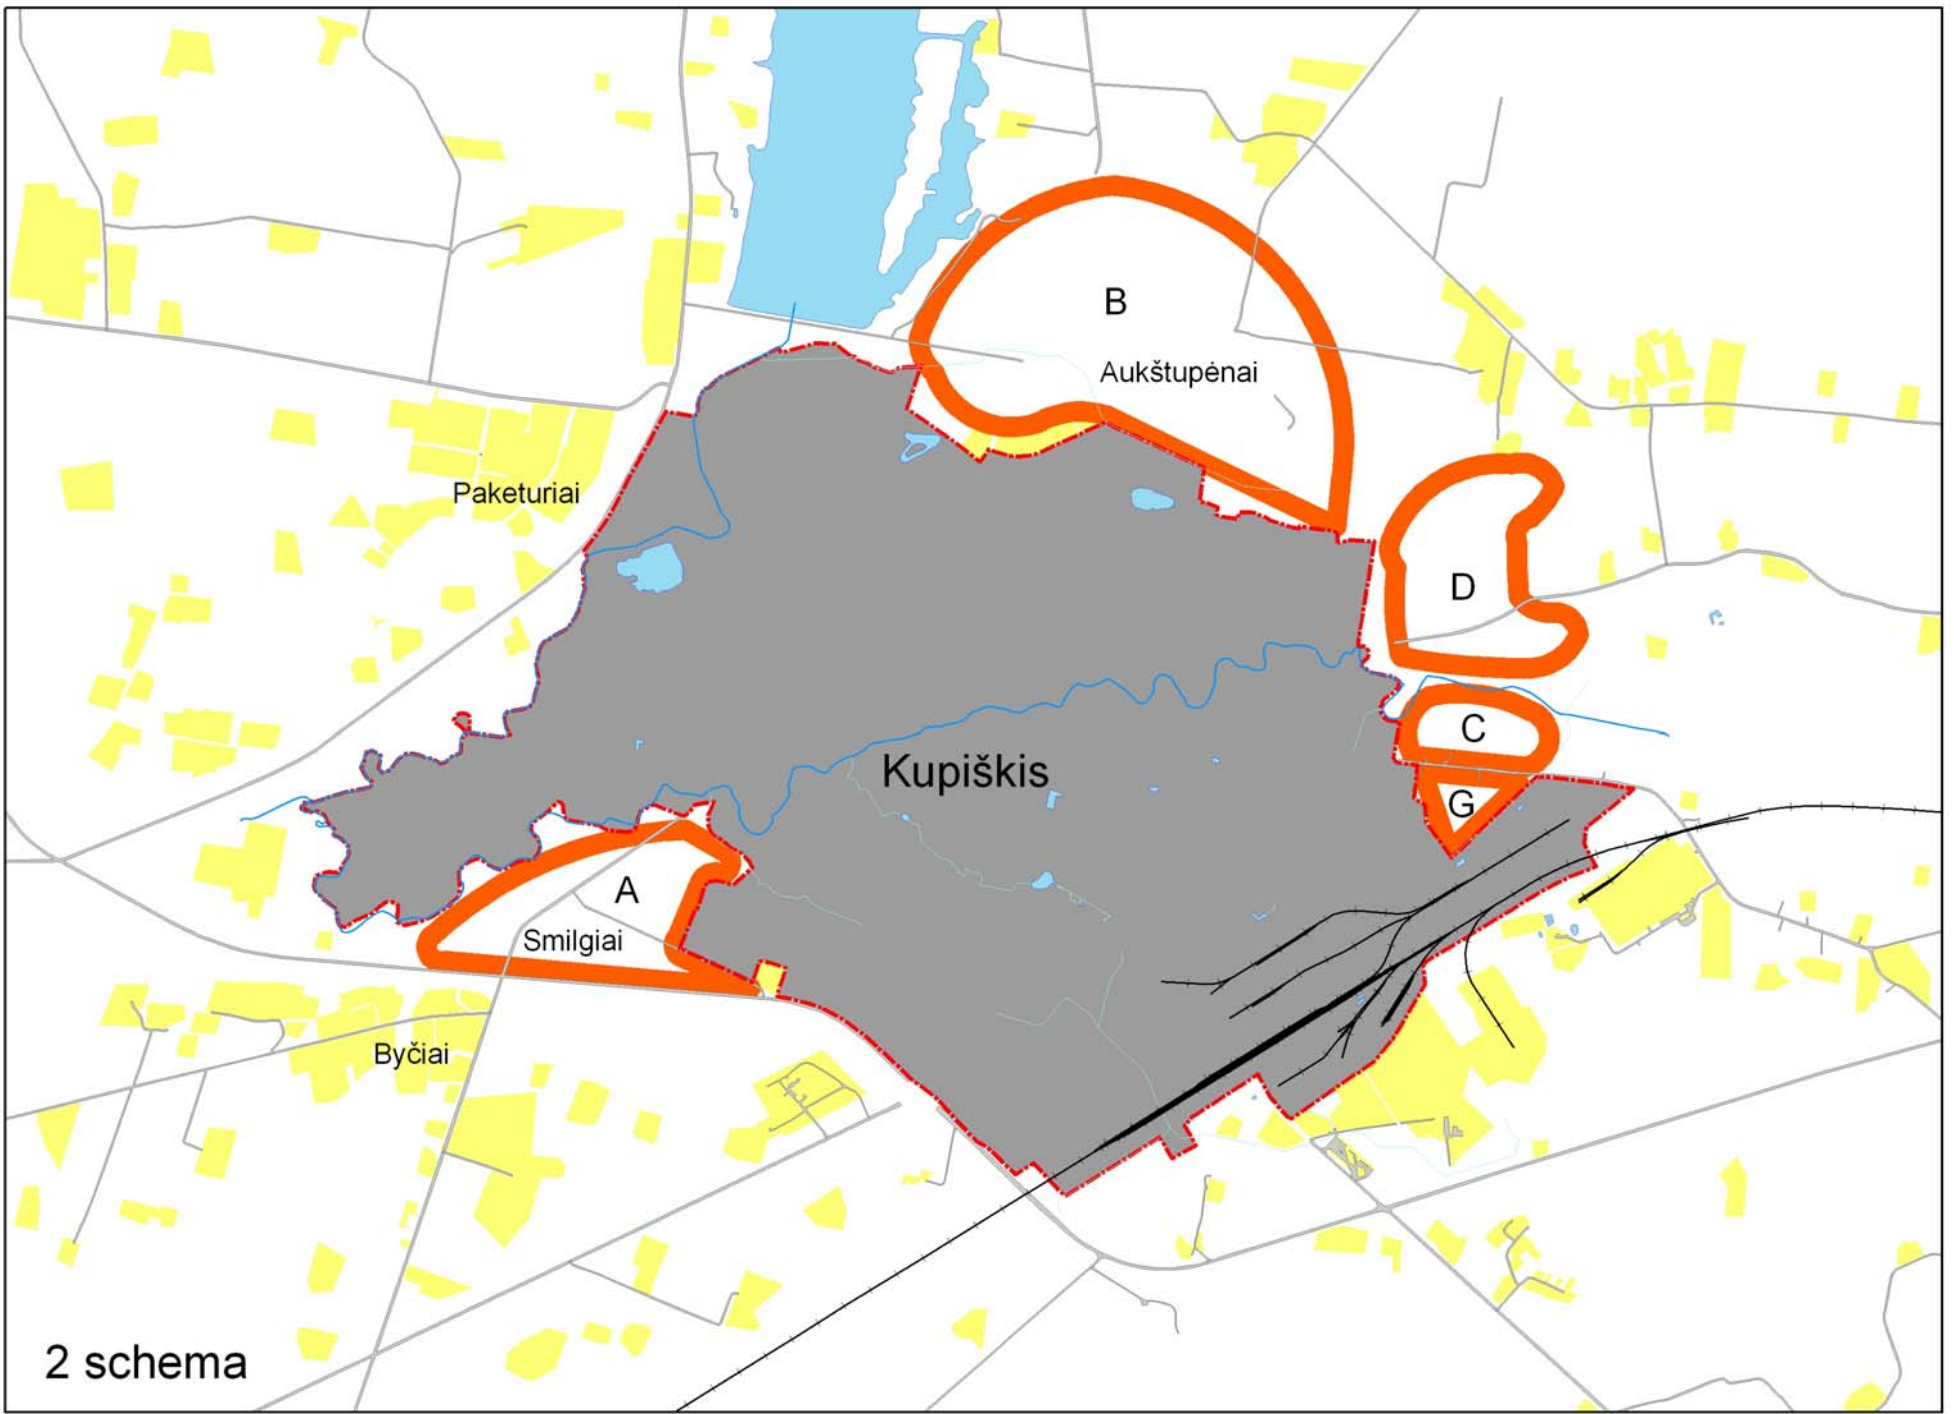 B
Aukštupėnai
Paketuriai
D
C
Kupiškis
G
A
Smilgiai
Byčiai
2 schema